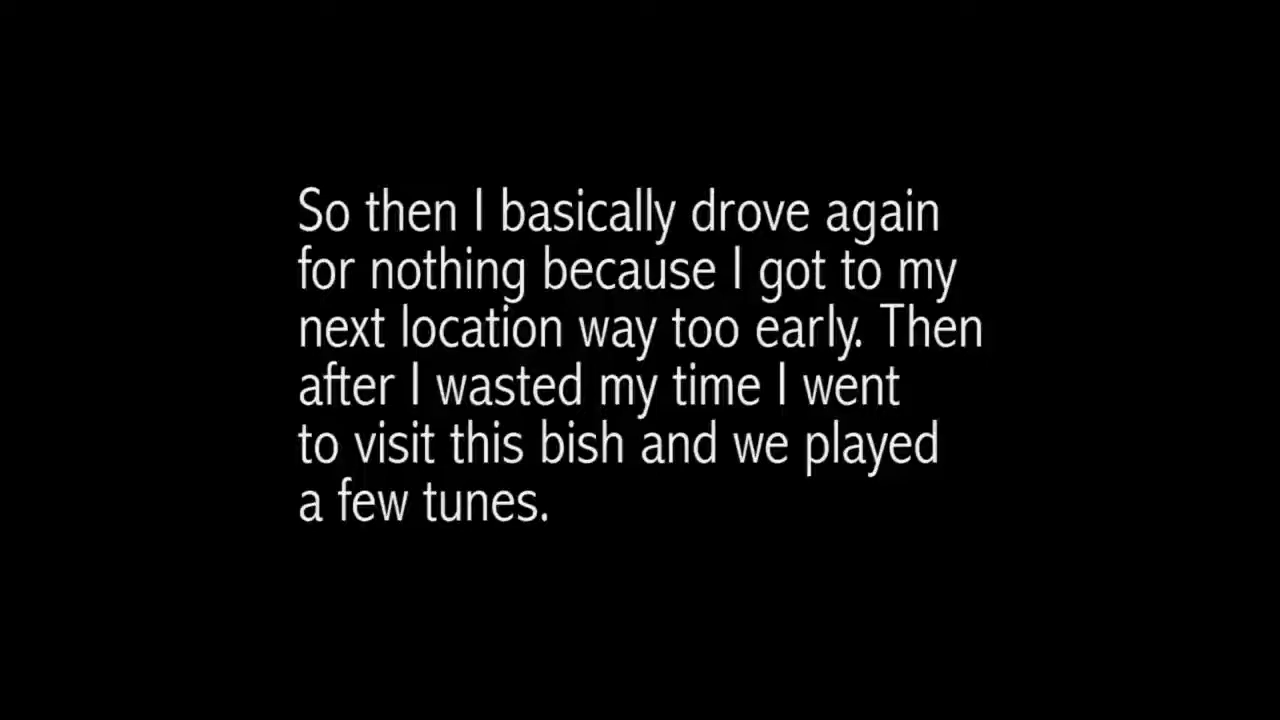 So then I basically drove again
for nothing because I got to my
next location way too early. Then
after I wasted my time I went
to visit this bish and we played
a few tunes.